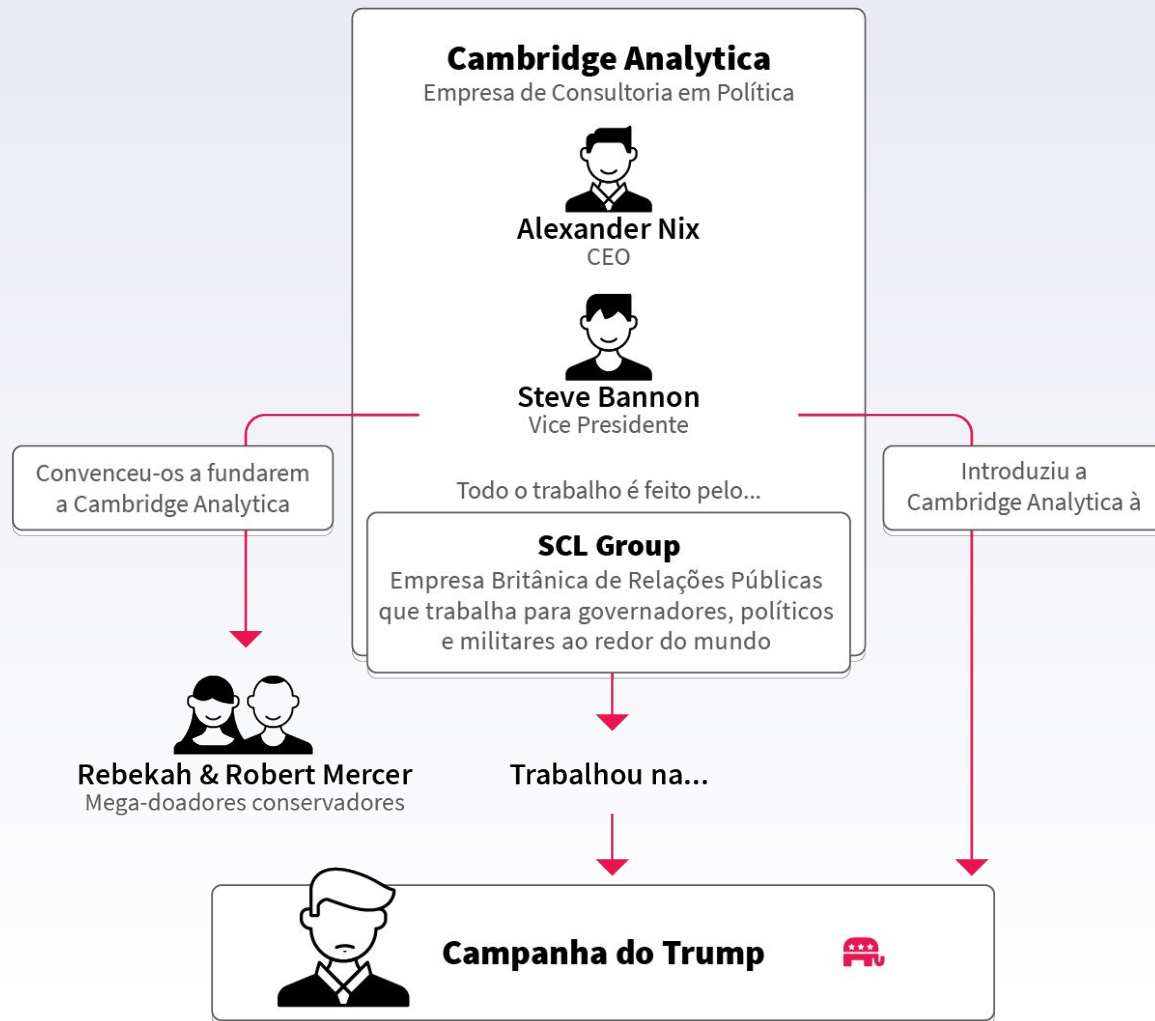 Cambridge Analytica
Empresa de Consultoria em Política
Alexander Nix
CEO
Steve Bannon
Vice Presidente
Convenceu-os a fundarem
a Cambridge Analytica
Introduziu a
Cambridge Analytica à
Todo o trabalho é feito pelo...
SCL Group
Empresa Britânica de Relações Públicas
que trabalha para governadores, políticos
e militares ao redor do mundo
Rebekah & Robert Mercer
Mega-doadores conservadores
Trabalhou na...
Campanha do Trump